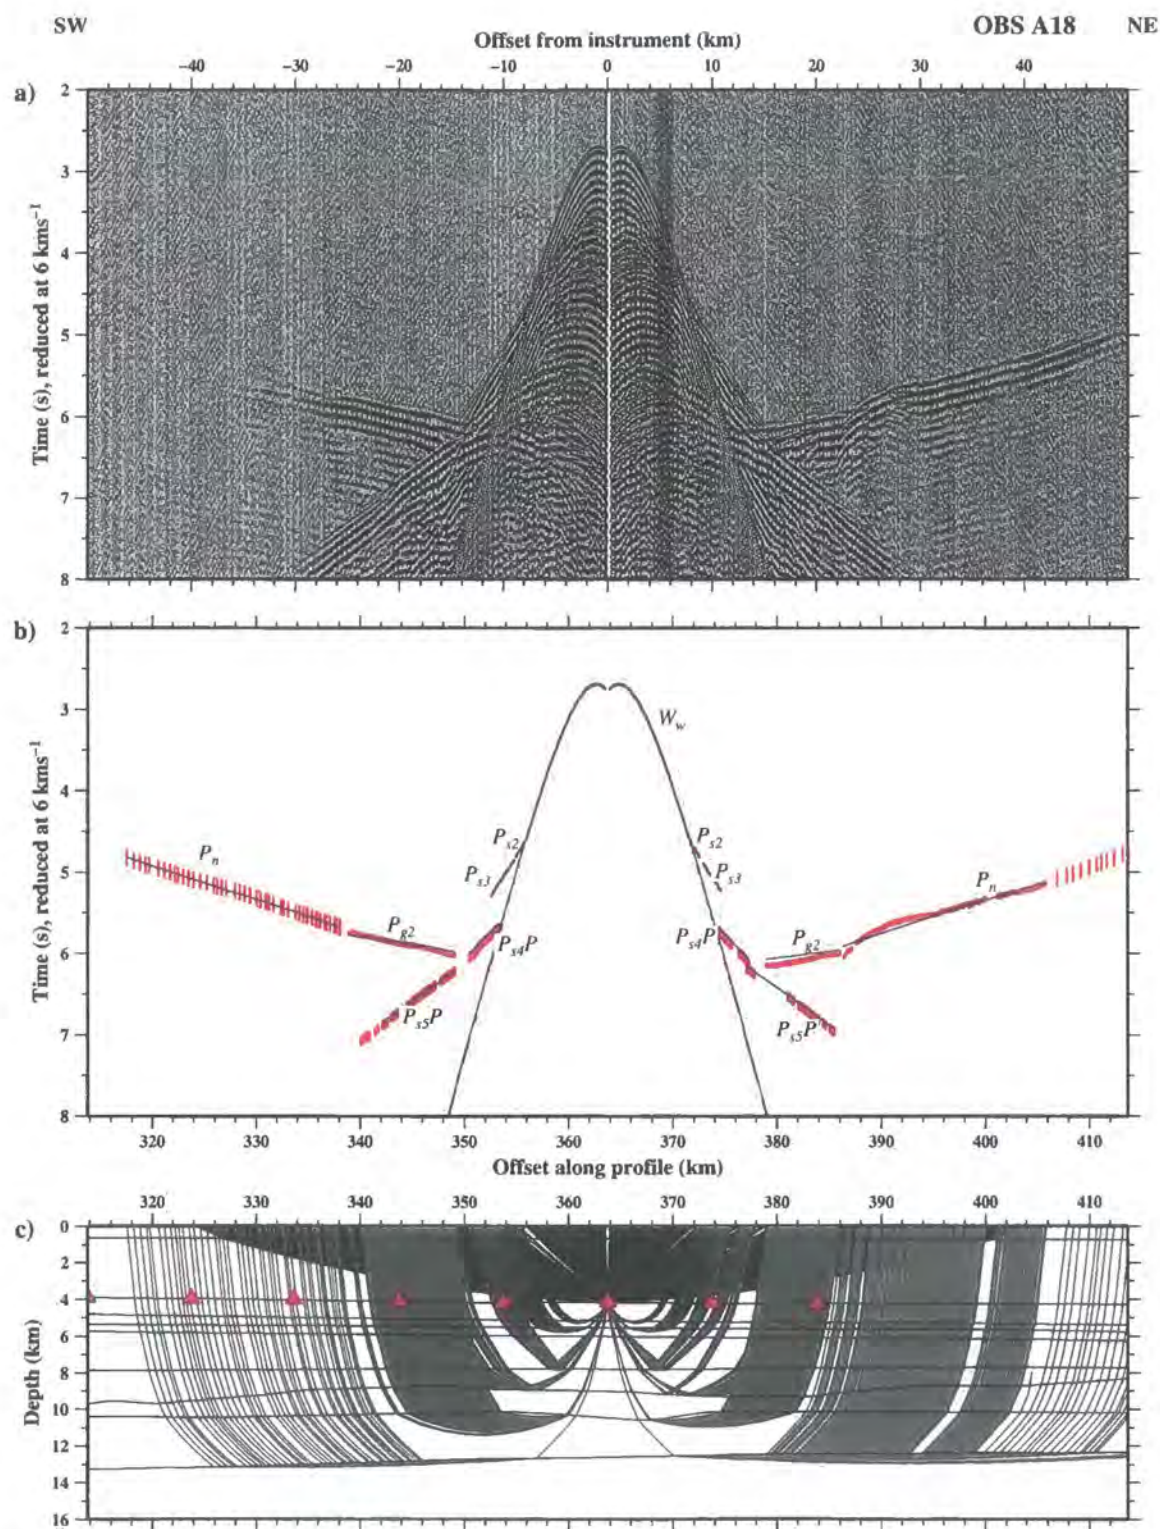 SW
OBS A18 NE
Offset from instrument (km)
−40 −30 −20 −10 0 10 20 30 40
a)
2
3
4
5
6
7
8
Time (s), reduced at 6 kms⁻¹
b)
2
3
4
5
6
7
8
Time (s), reduced at 6 kms⁻¹
W_w
P_s2 P_s2
P_s3 P_s3
P_n P_n
P_g2 P_g2
P_s4P P_s4P
P_s5P P_s5P
320 330 340 350 360 370 380 390 400 410
Offset along profile (km)
320 330 340 350 360 370 380 390 400 410
c)
0
2
4
6
8
10
12
14
16
Depth (km)